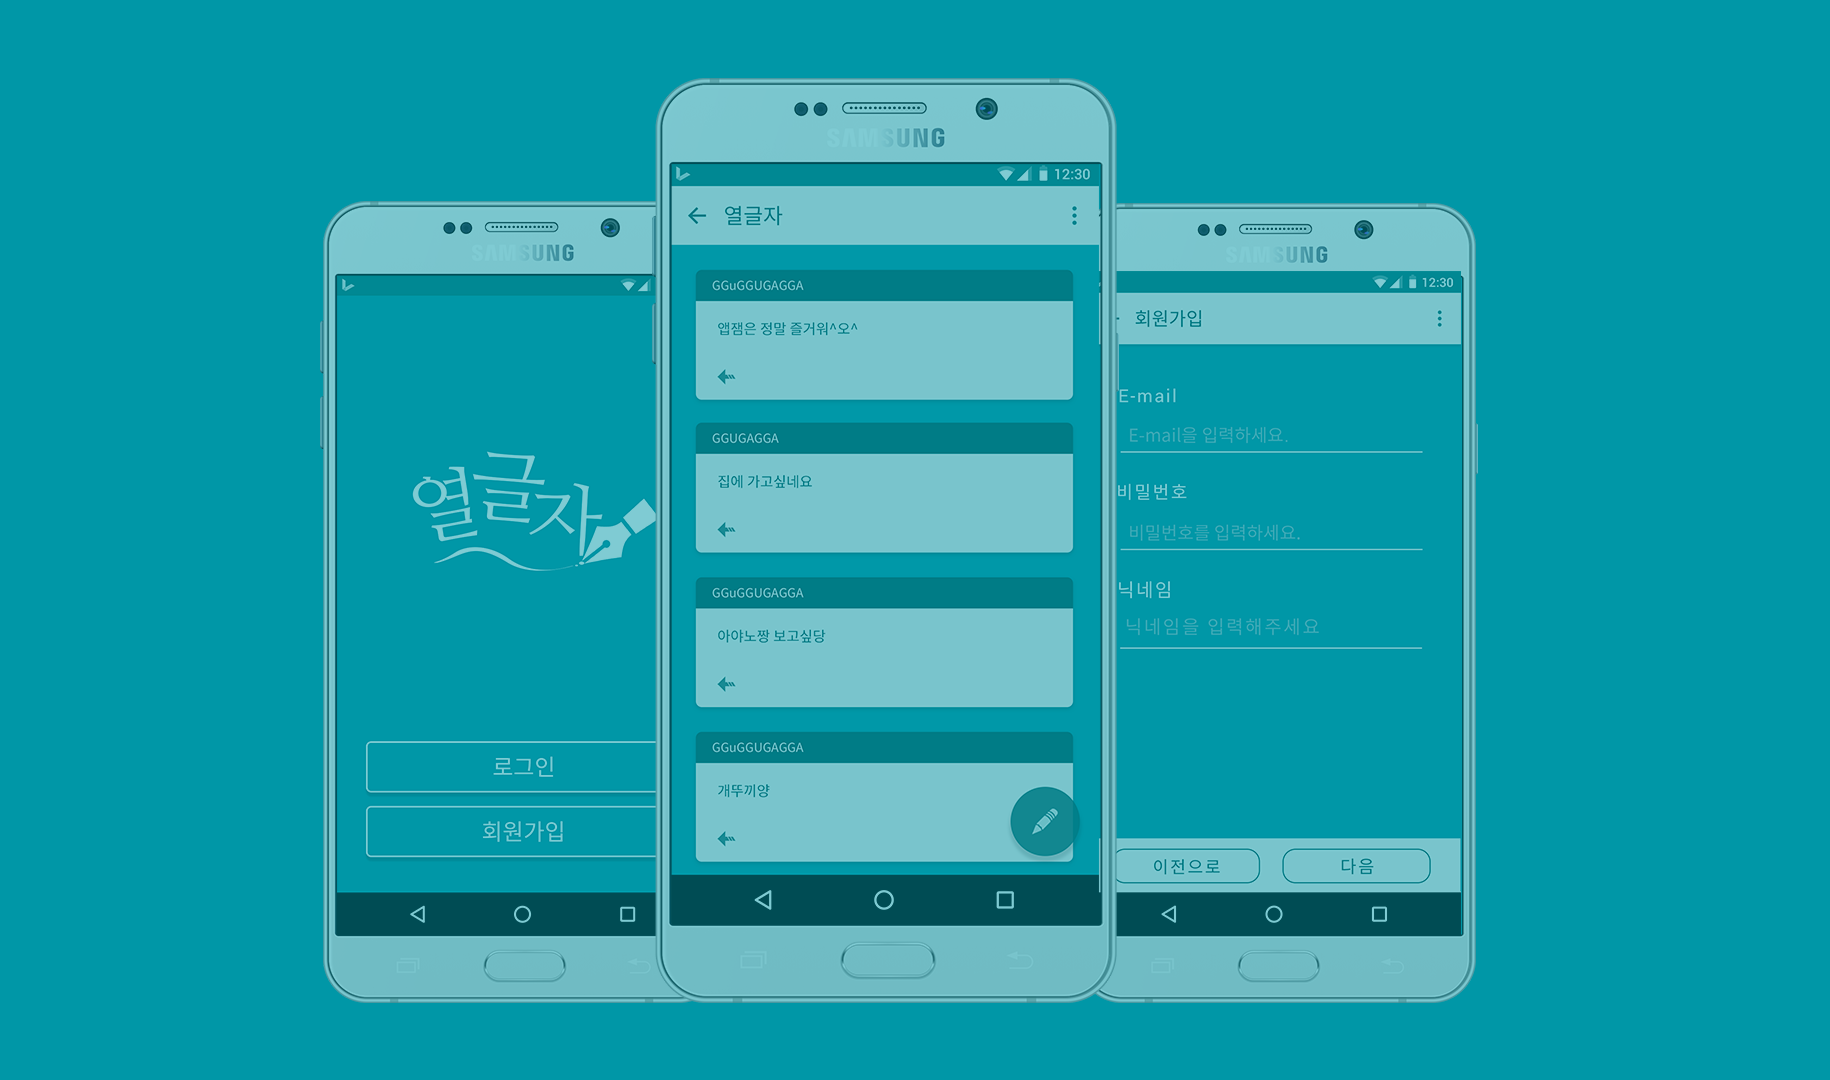 SAMSUNG
열글자
로그인
회원가입
SAMSUNG
12:30
열글자
GGuGGUGAGGA
앱잼은 정말 즐거워^오^
GGUGAGGA
집에 가고싶네요
GGuGGUGAGGA
아야노짱 보고싶당
GGuGGUGAGGA
개뚜끼양
SAMSUNG
12:30
회원가입
E-mail
E-mail을 입력하세요.
비밀번호
비밀번호를 입력하세요.
닉네임
닉네임을 입력해주세요
이전으로
다음